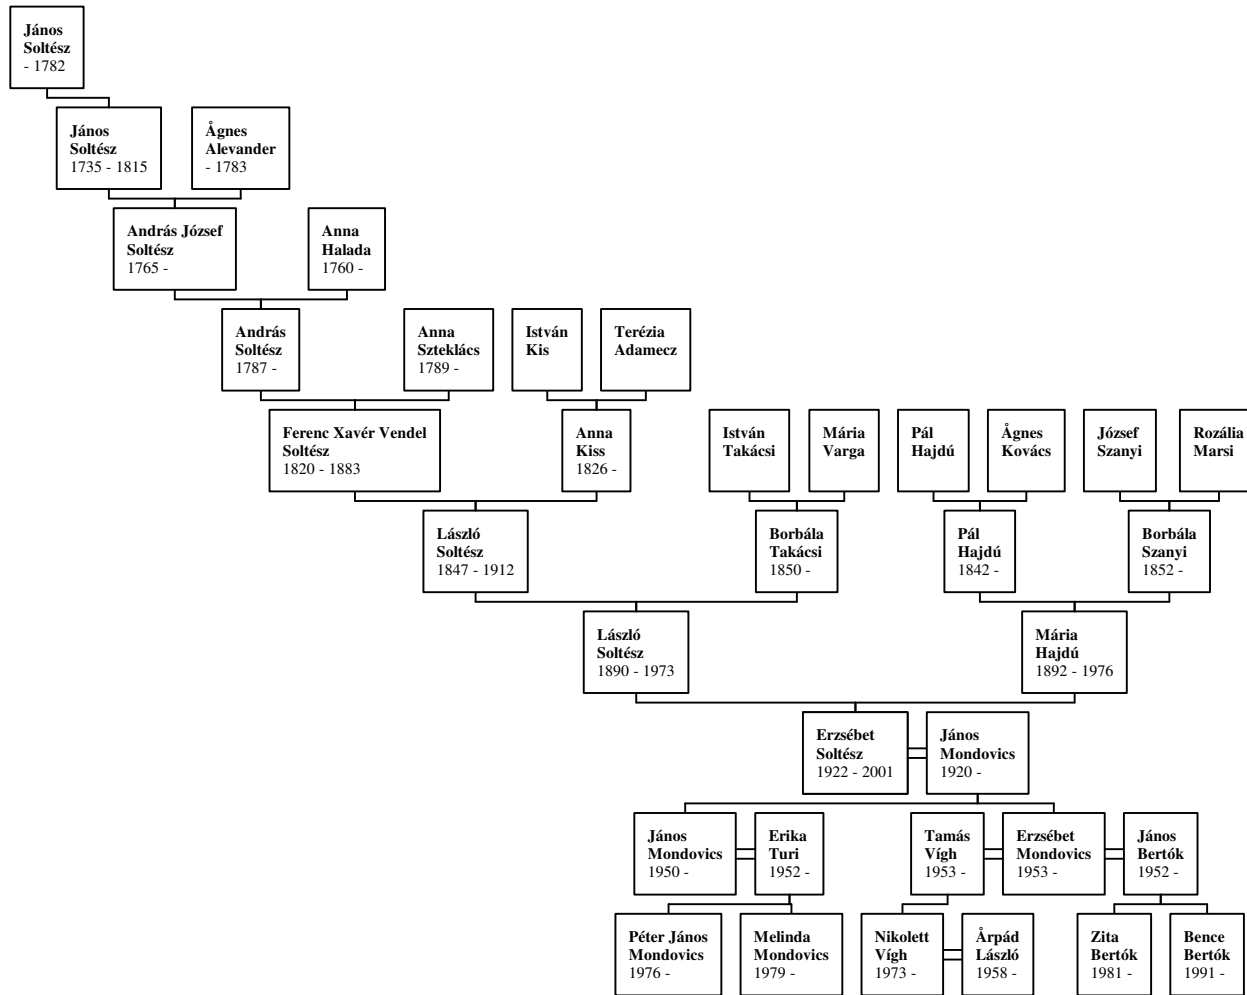 János
Soltész
- 1782
János
Soltész
1735 - 1815
Ågnes
Alevander
- 1783
András József
Soltész
1765 -
Anna
Halada
1760 -
András
Soltész
1787 -
Anna
Szteklács
1789 -
István
Kis
Terézia
Adamecz
Ferenc Xavér Vendel
Soltész
1820 - 1883
Anna
Kiss
1826 -
István
Takácsi
Mária
Varga
Pál
Hajdú
Ågnes
Kovács
József
Szanyi
Rozália
Marsi
László
Soltész
1847 - 1912
Borbála
Takácsi
1850 -
Pál
Hajdú
1842 -
Borbála
Szanyi
1852 -
László
Soltész
1890 - 1973
Mária
Hajdú
1892 - 1976
Erzsébet
Soltész
1922 - 2001
János
Mondovics
1920 -
János
Mondovics
1950 -
Erika
Turi
1952 -
Tamás
Vígh
1953 -
Erzsébet
Mondovics
1953 -
János
Bertók
1952 -
Péter János
Mondovics
1976 -
Melinda
Mondovics
1979 -
Nikolett
Vígh
1973 -
Årpád
László
1958 -
Zita
Bertók
1981 -
Bence
Bertók
1991 -